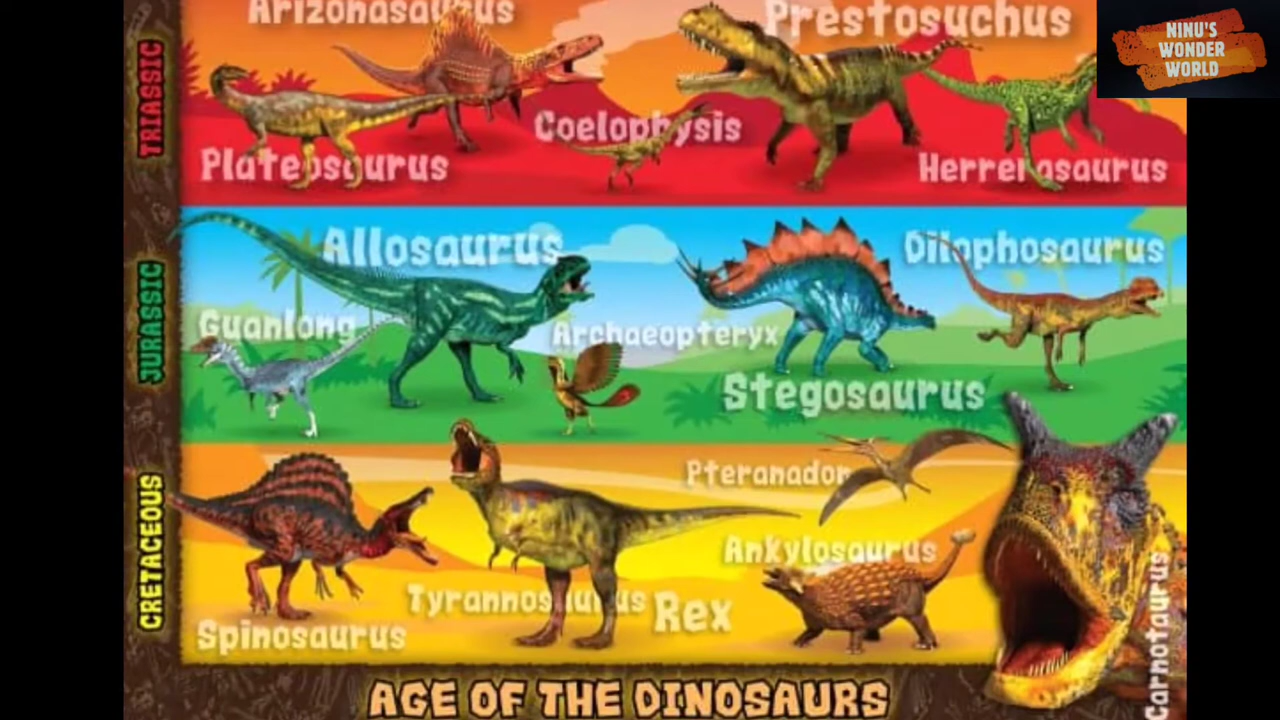 Arizonasaurus
Prestosuchus
NINU'S
WONDER
WORLD
TRIASSIC
Coelophysis
Plateosaurus
Herrerasaurus
JURASSIC
Allosaurus
Dilophosaurus
Guanlong
Archaeopteryx
Stegosaurus
CRETACEOUS
Pteranadon
Ankylosaurus
Tyrannosaurus Rex
Spinosaurus
Carnotaurus
AGE OF THE DINOSAURS